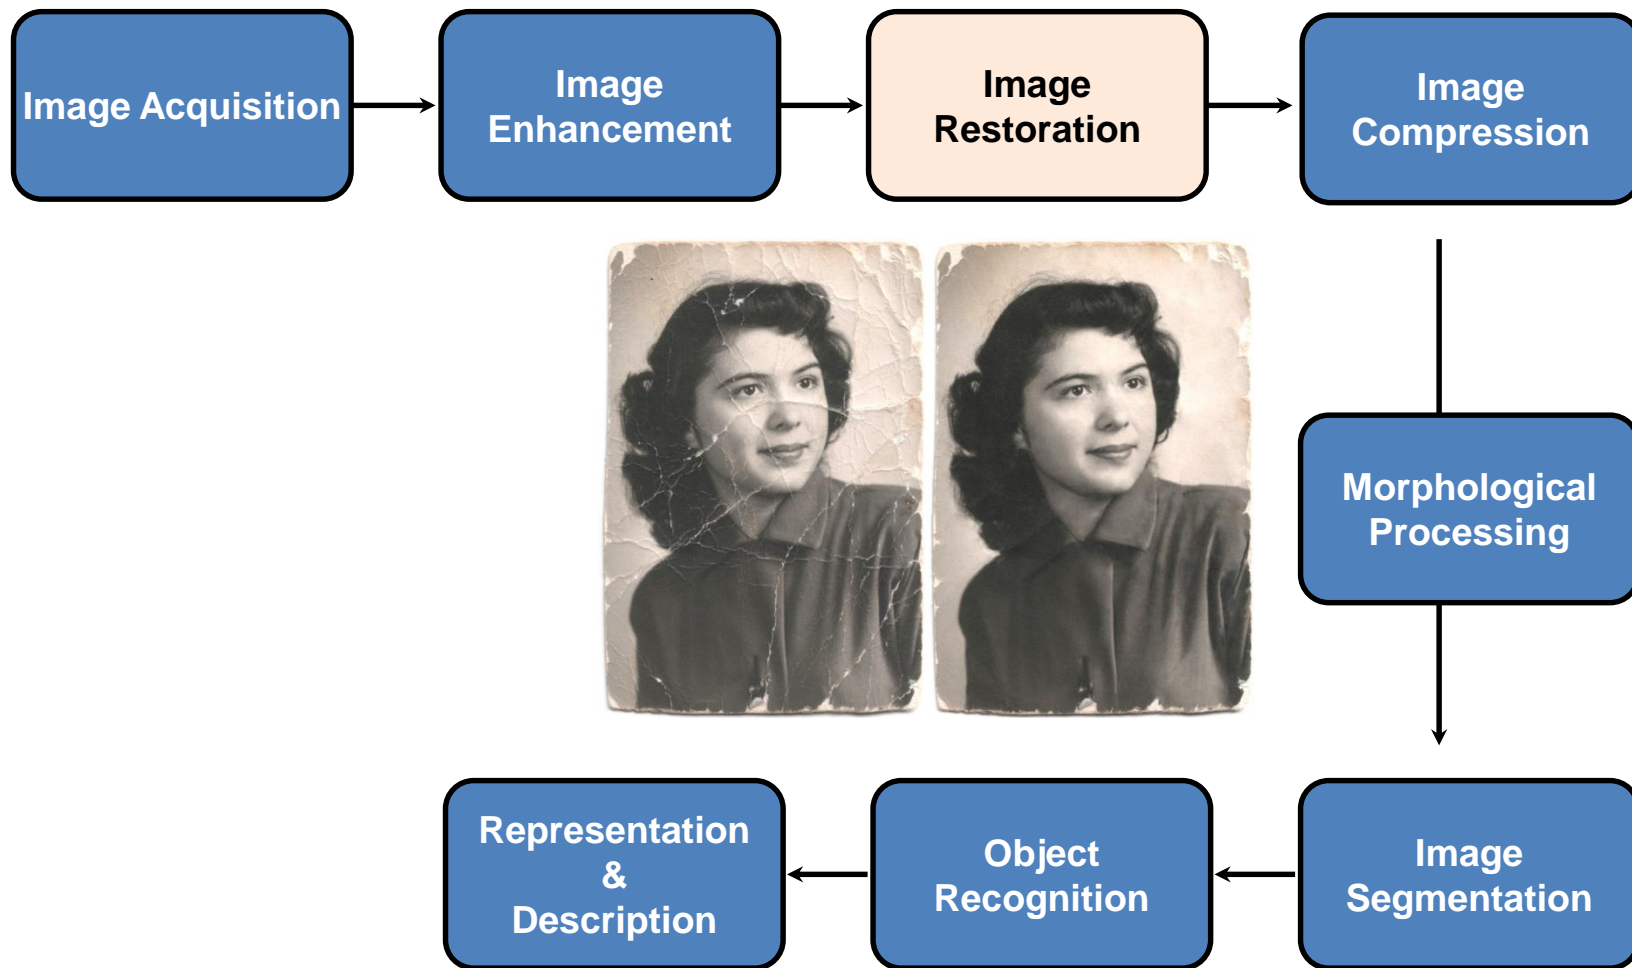 Image Acquisition
Image
Enhancement
Image
Restoration
Image
Compression
Morphological
Processing
Image
Segmentation
Object
Recognition
Representation
&
Description